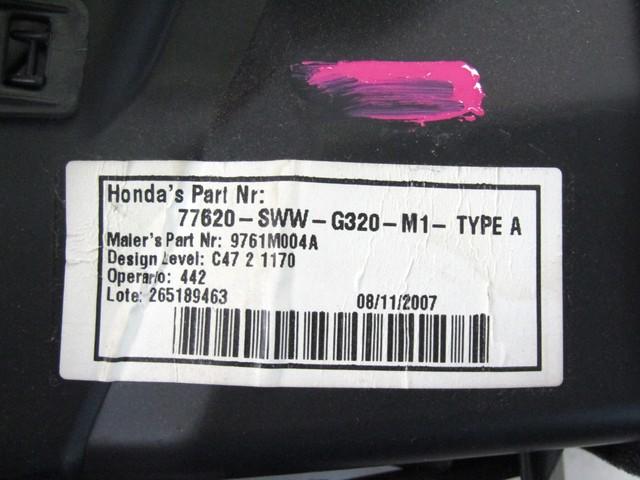 Honda's Part Nr:
77620-SWW-G320-M1- TYPE A
Maier's Part Nr: 9761M004A
Design Level: C47 2 1170
Operario: 442
Lote: 265189463 08/11/2007